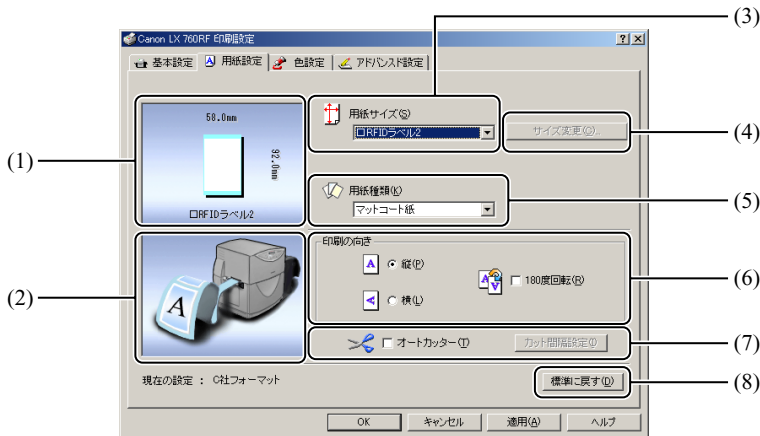 (3)
Canon LX 760RF 印刷設定
基本設定 用紙設定 色設定 アドバンスド設定
58.0mm
92.0mm
□RFIDラベル2
用紙サイズ(S)
□RFIDラベル2
サイズ変更(Z)...
(4)
(1)
用紙種類(K)
マットコート紙
(5)
印刷の向き
A 縦(P)
A 横(L)
A A 180度回転(R)
(6)
(2)
A
オートカッター(T)
カット間隔設定(I)
(7)
現在の設定 : C社フォーマット
標準に戻す(D)
(8)
OK キャンセル 適用(A) ヘルプ